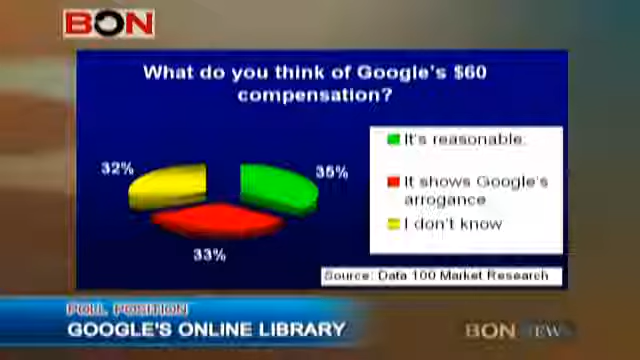 BON
What do you think of Google's $60
compensation?
32%
35%
33%
It's reasonable.
It shows Google's
arrogance
I don't know
Source: Data 100 Market Research
POLL POSITION
GOOGLE'S ONLINE LIBRARY
BON NEWS